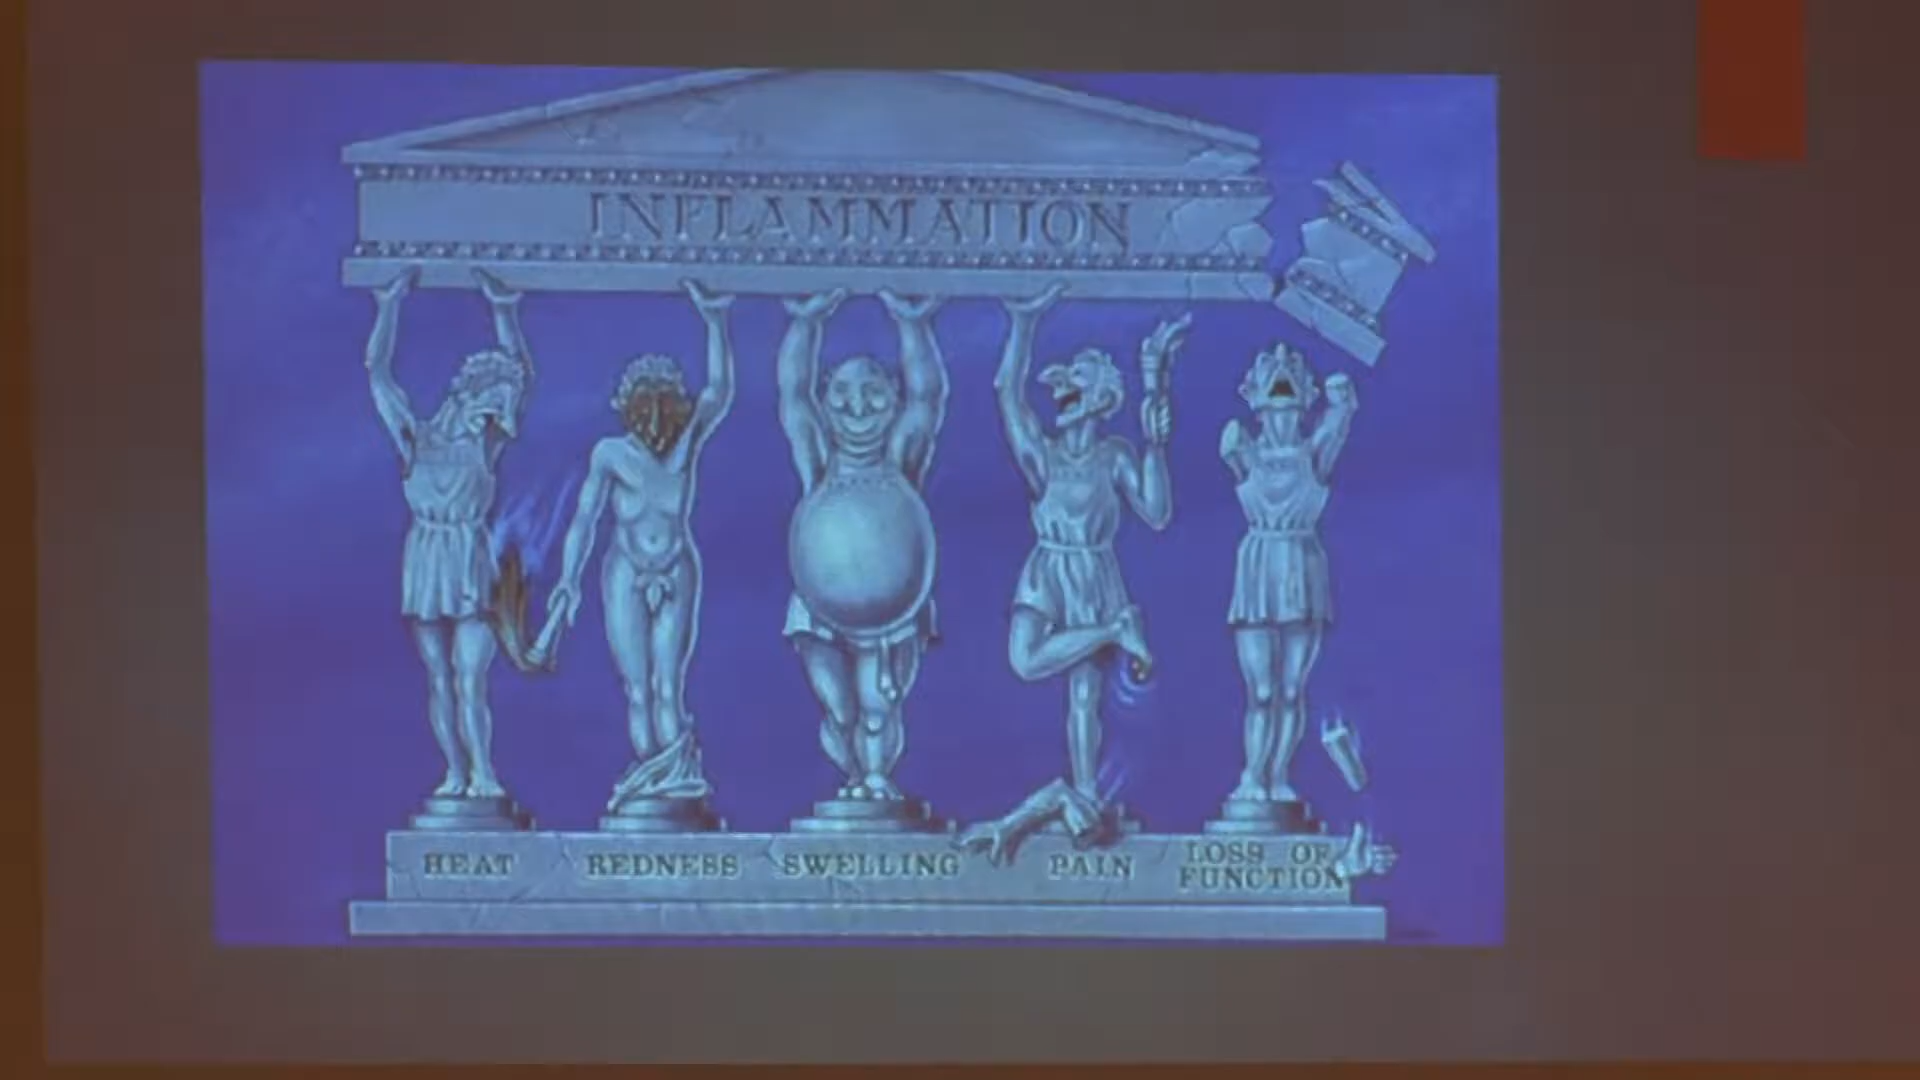 INFLAMMATION
HEAT
REDNESS
SWELLING
PAIN
LOSS OF
FUNCTION